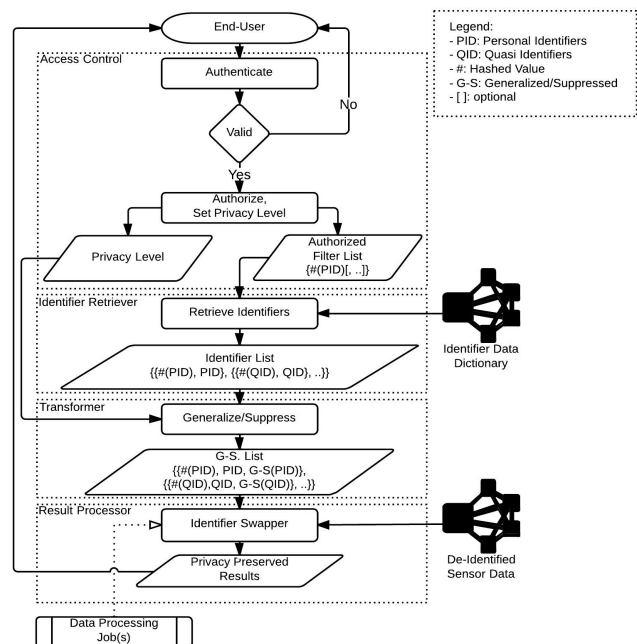 End-User
Legend:
- PID: Personal Identifiers
- QID: Quasi Identifiers
- #: Hashed Value
- G-S: Generalized/Suppressed
- [ ]: optional
Access Control
Authenticate
No
Valid
Yes
Authorize,
Set Privacy Level
Privacy Level
Authorized
Filter List
{#(PID)[, ..]}
Identifier Retriever
Retrieve Identifiers
Identifier Data
Dictionary
Identifier List
{{#(PID), PID}, {{#(QID), QID}, ..}}
Transformer
Generalize/Suppress
G-S. List
{{#(PID), PID, G-S(PID)},
{{#(QID),QID, G-S(QID)}, ..}}
Result Processor
Identifier Swapper
De-Identified
Sensor Data
Privacy Preserved
Results
Data Processing
Job(s)